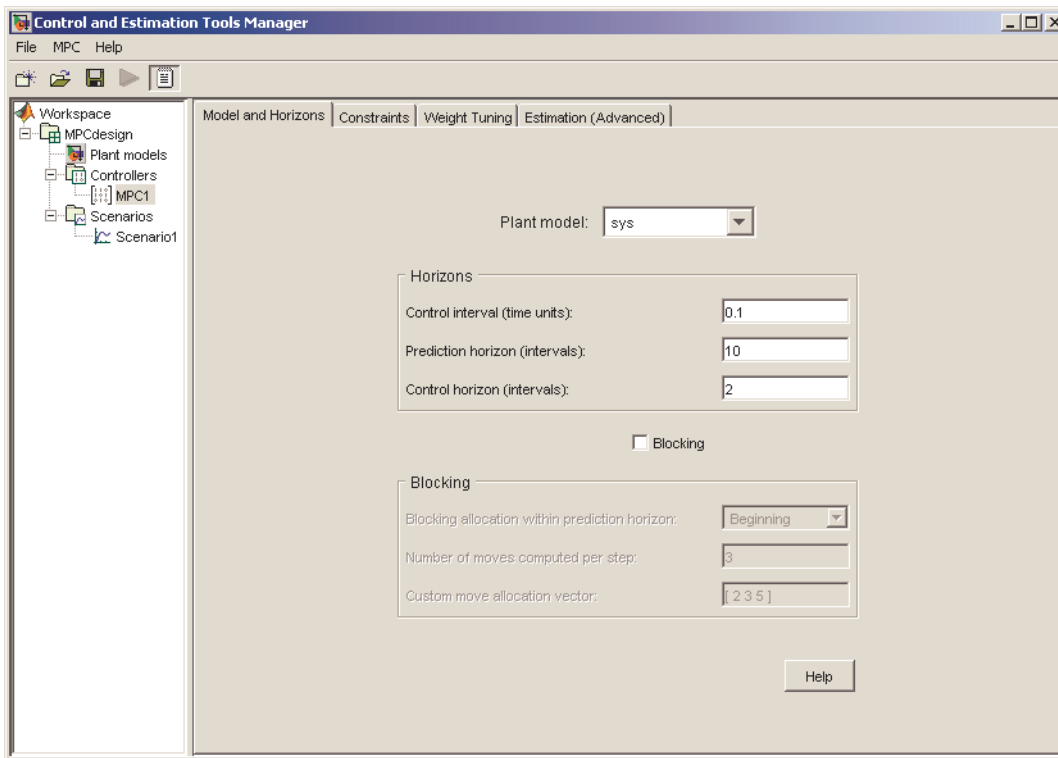 Control and Estimation Tools Manager
File MPC Help
Workspace
MPCdesign
Plant models
Controllers
MPC1
Scenarios
Scenario1
Model and Horizons Constraints Weight Tuning Estimation (Advanced)
Plant model: sys
Horizons
Control interval (time units): 0.1
Prediction horizon (intervals): 10
Control horizon (intervals): 2
Blocking
Blocking
Blocking allocation within prediction horizon: Beginning
Number of moves computed per step: 3
Custom move allocation vector: [ 2 3 5 ]
Help